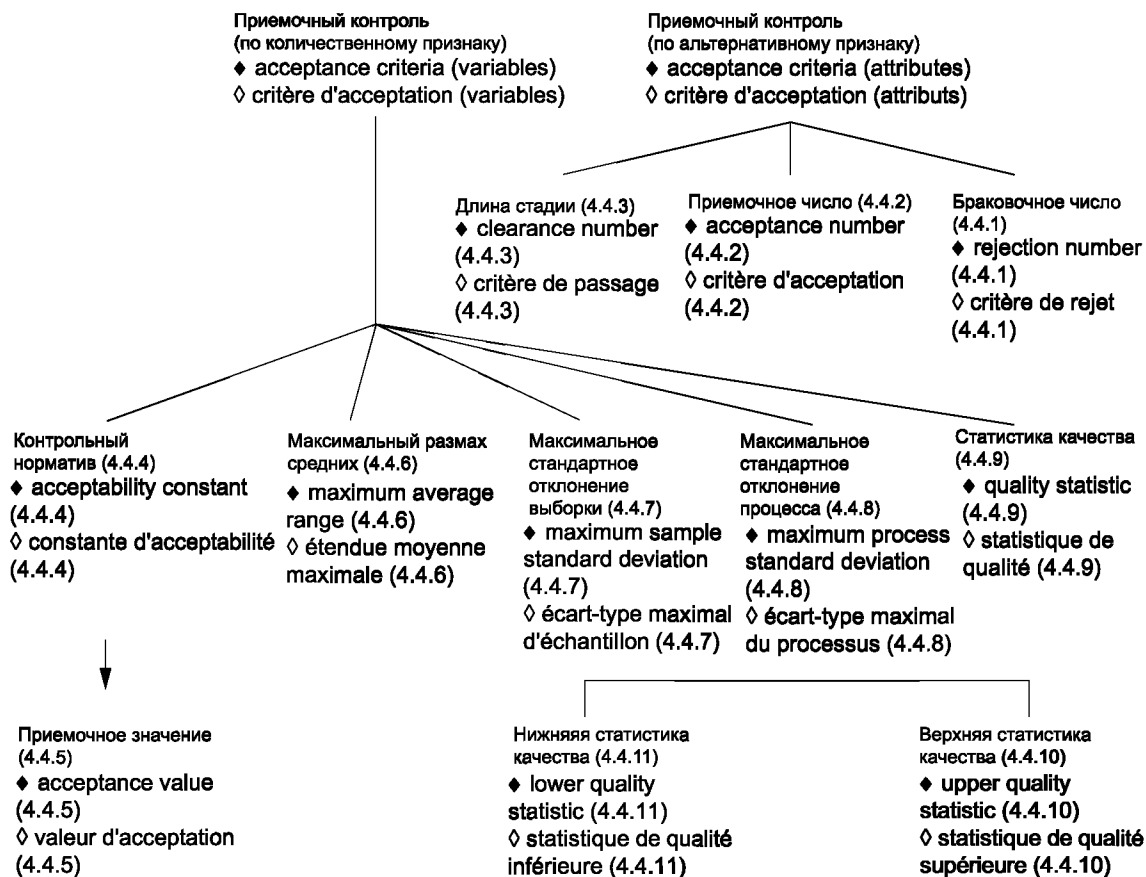 Приемочный контроль
(по количественному признаку)
♦ acceptance criteria (variables)
◊ critère d'acceptation (variables)
Приемочный контроль
(по альтернативному признаку)
♦ acceptance criteria (attributes)
◊ critère d'acceptation (attributs)
Длина стадии (4.4.3)
♦ clearance number
(4.4.3)
◊ critère de passage
(4.4.3)
Приемочное число (4.4.2)
♦ acceptance number
(4.4.2)
◊ critère d'acceptation
(4.4.2)
Браковочное число
(4.4.1)
♦ rejection number
(4.4.1)
◊ critère de rejet
(4.4.1)
Контрольный
норматив (4.4.4)
♦ acceptability constant
(4.4.4)
◊ constante d'acceptabilité
(4.4.4)
Максимальный размах
средних (4.4.6)
♦ maximum average
range (4.4.6)
◊ étendue moyenne
maximale (4.4.6)
Максимальное
стандартное
отклонение
выборки (4.4.7)
♦ maximum sample
standard deviation
(4.4.7)
◊ écart-type maximal
d'échantillon (4.4.7)
Максимальное
стандартное
отклонение
процесса (4.4.8)
♦ maximum process
standard deviation
(4.4.8)
◊ écart-type maximal
du processus (4.4.8)
Статистика качества
(4.4.9)
♦ quality statistic
(4.4.9)
◊ statistique de
qualité (4.4.9)
Приемочное значение
(4.4.5)
♦ acceptance value
(4.4.5)
◊ valeur d'acceptation
(4.4.5)
Нижняяя статистика
качества (4.4.11)
♦ lower quality
statistic (4.4.11)
◊ statistique de qualité
inférieure (4.4.11)
Верхняя статистика
качества (4.4.10)
♦ upper quality
statistic (4.4.10)
◊ statistique de qualité
supérieure (4.4.10)